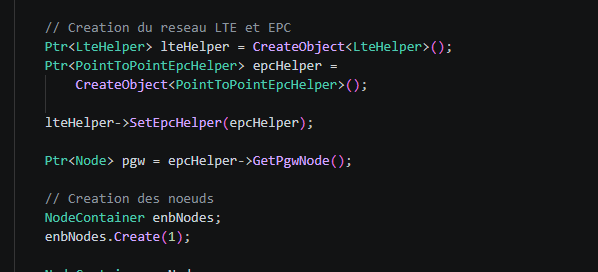 // Creation du reseau LTE et EPC
Ptr<LteHelper> lteHelper = CreateObject<LteHelper>();
Ptr<PointToPointEpcHelper> epcHelper =
CreateObject<PointToPointEpcHelper>();
lteHelper->SetEpcHelper(epcHelper);
Ptr<Node> pgw = epcHelper->GetPgwNode();
// Creation des noeuds
NodeContainer enbNodes;
enbNodes.Create(1);